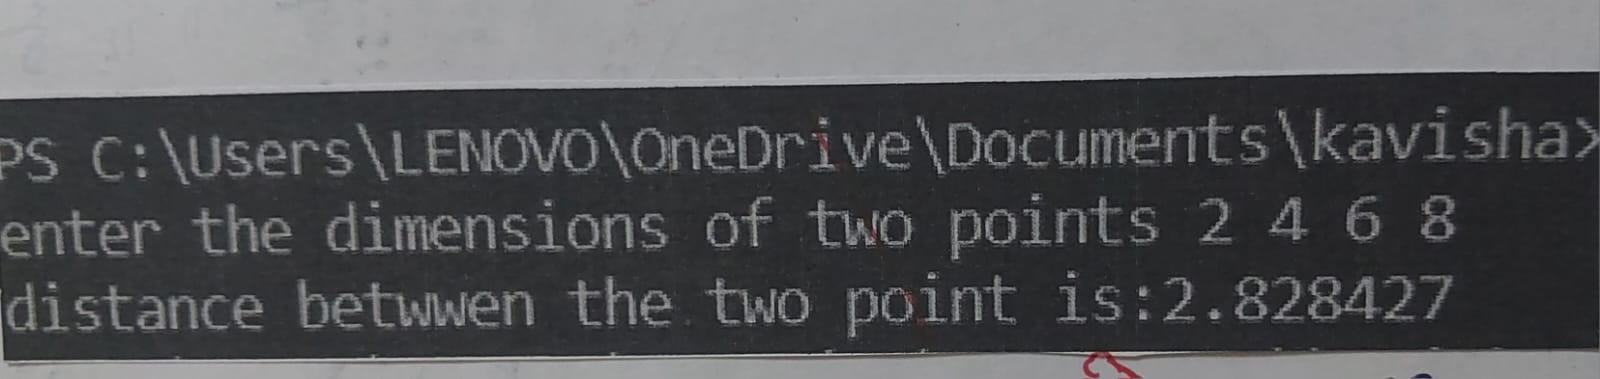 PS C:\Users\LENOVO\OneDrive\Documents\kavisha>
enter the dimensions of two points 2 4 6 8
distance betwwen the two point is:2.828427